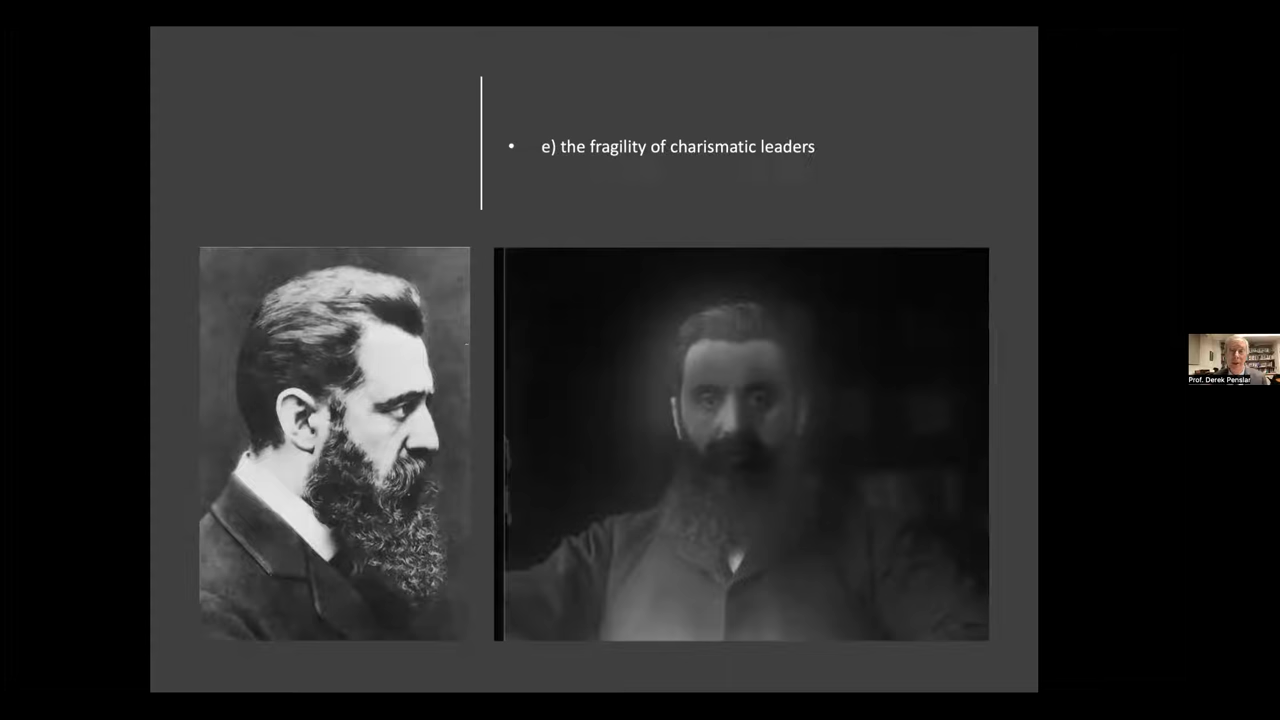 • e) the fragility of charismatic leaders
Prof. Derek Penslar